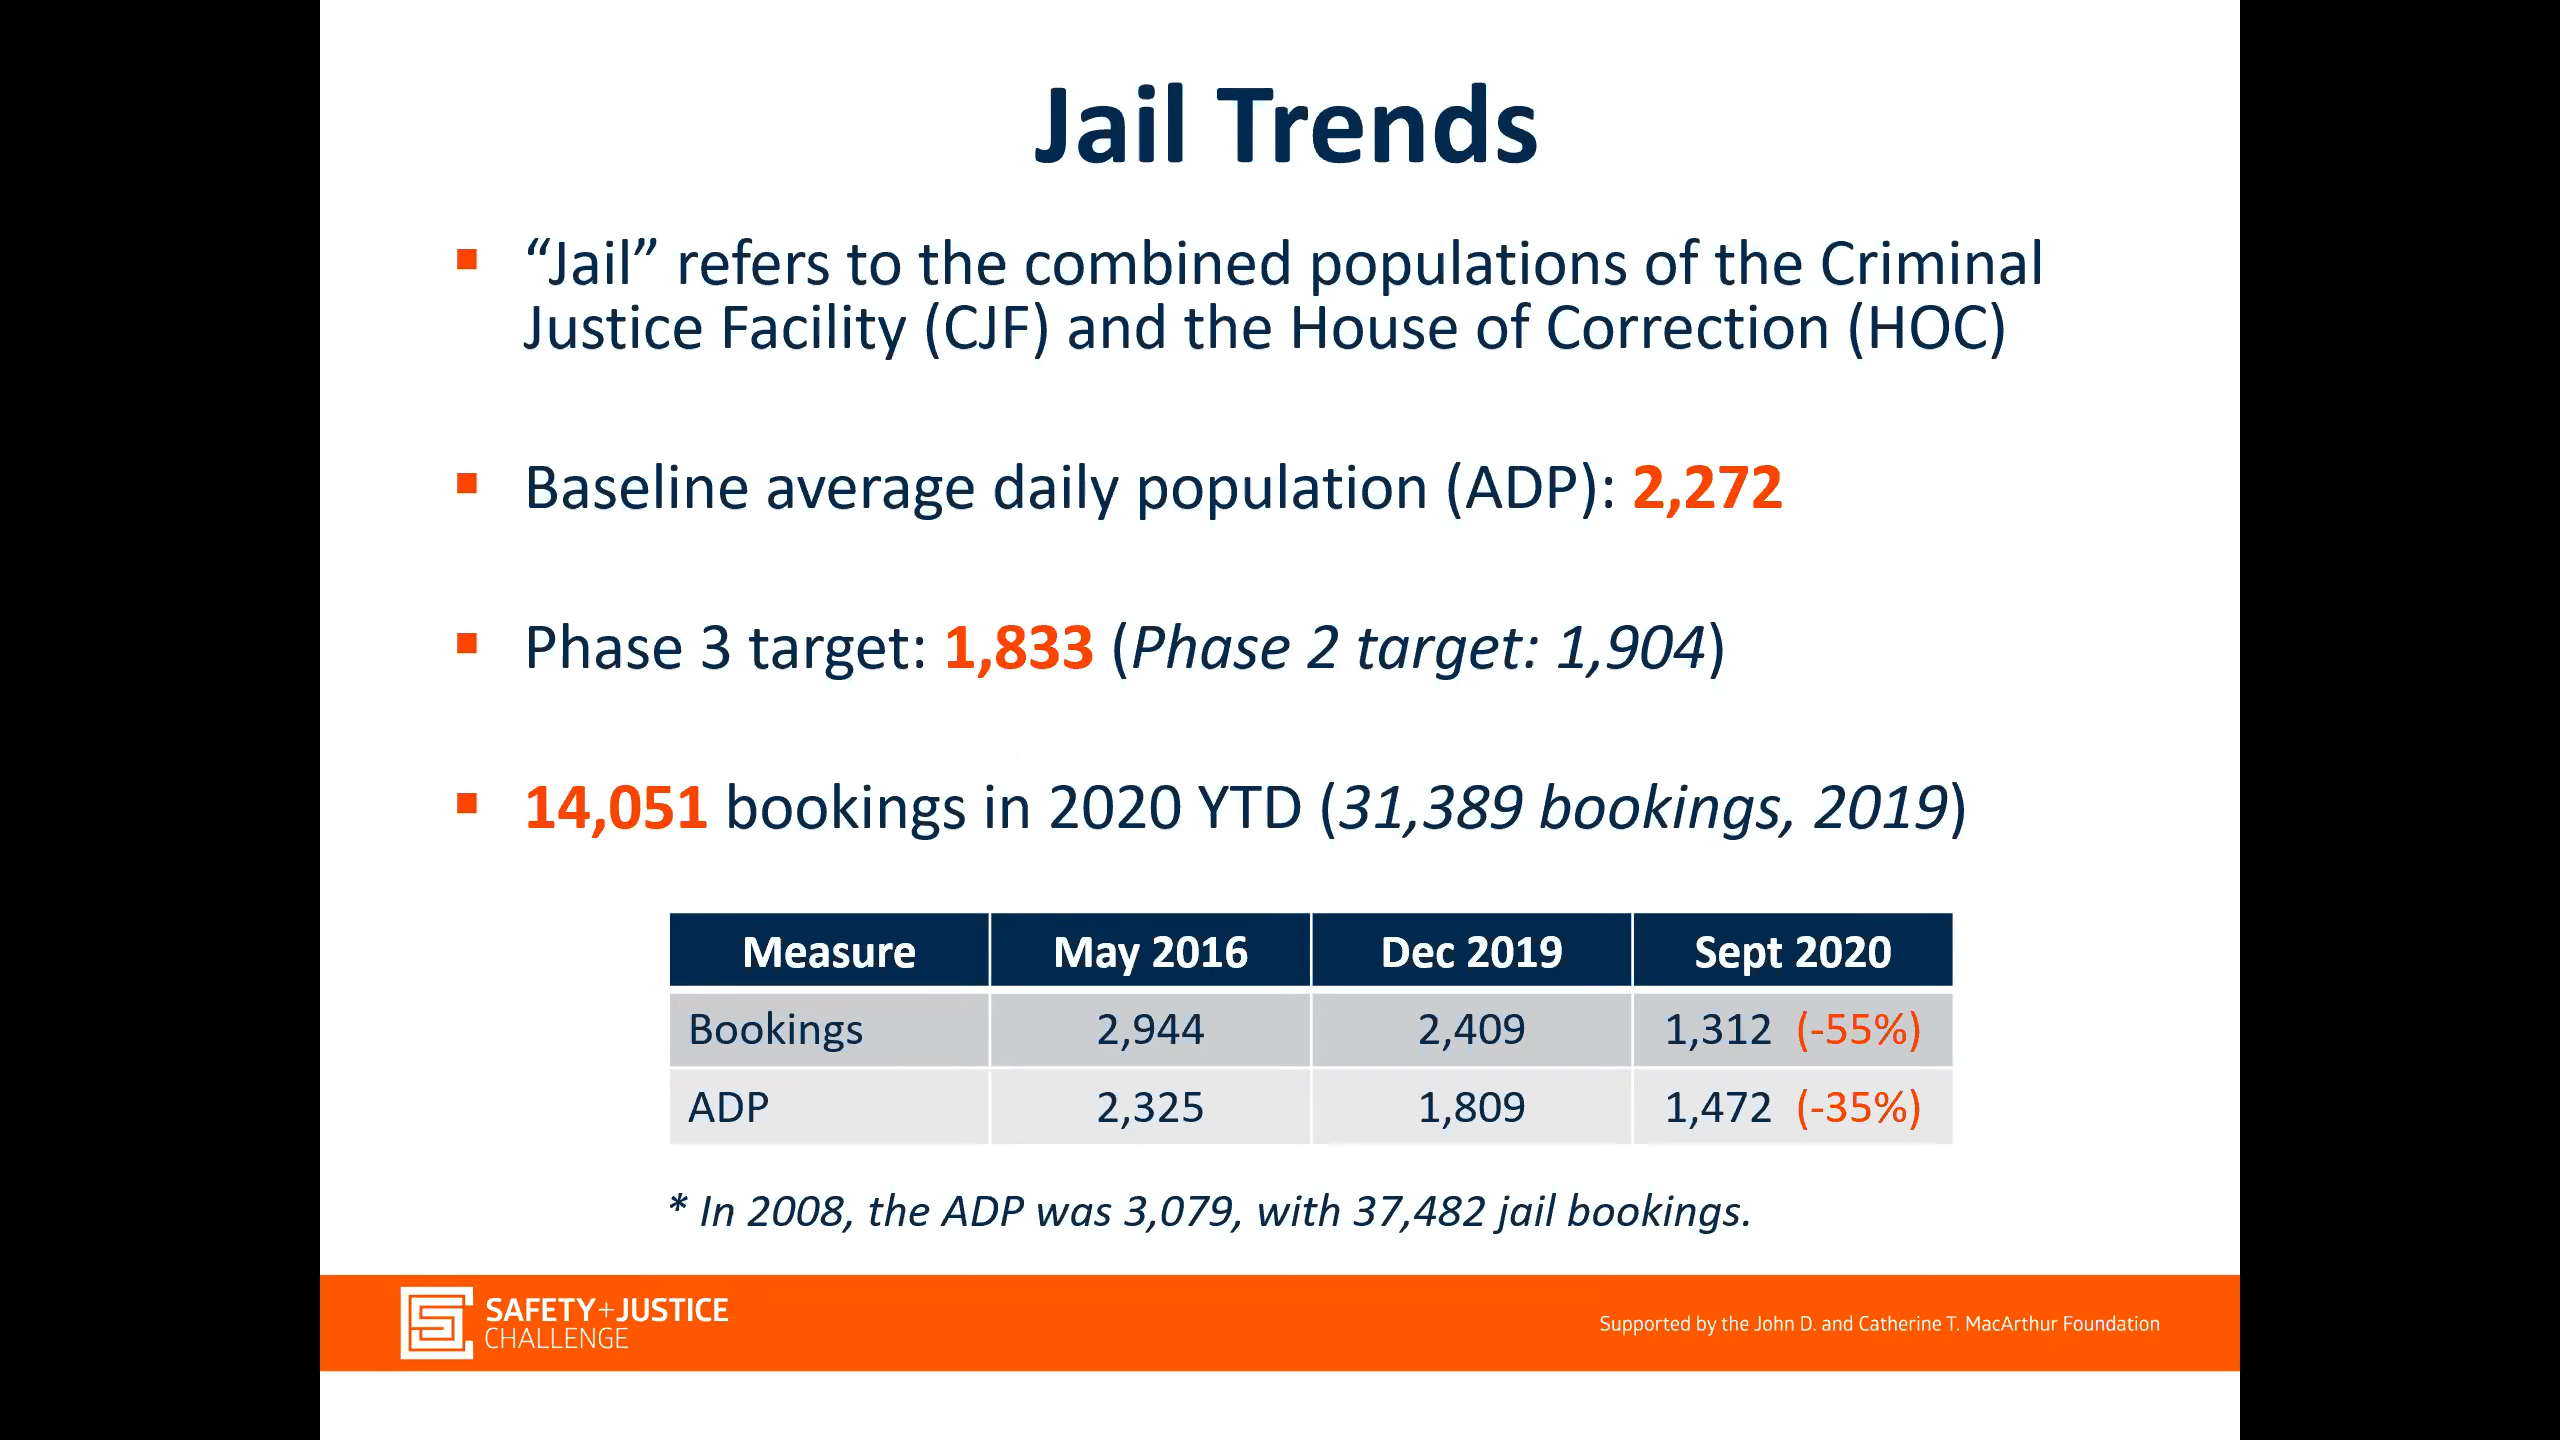 Jail Trends
▪ “Jail” refers to the combined populations of the Criminal
Justice Facility (CJF) and the House of Correction (HOC)
▪ Baseline average daily population (ADP): 2,272
▪ Phase 3 target: 1,833 (Phase 2 target: 1,904)
▪ 14,051 bookings in 2020 YTD (31,389 bookings, 2019)
Measure May 2016 Dec 2019 Sept 2020
Bookings 2,944 2,409 1,312 (-55%)
ADP 2,325 1,809 1,472 (-35%)
* In 2008, the ADP was 3,079, with 37,482 jail bookings.
SAFETY+JUSTICE
CHALLENGE
Supported by the John D. and Catherine T. MacArthur Foundation